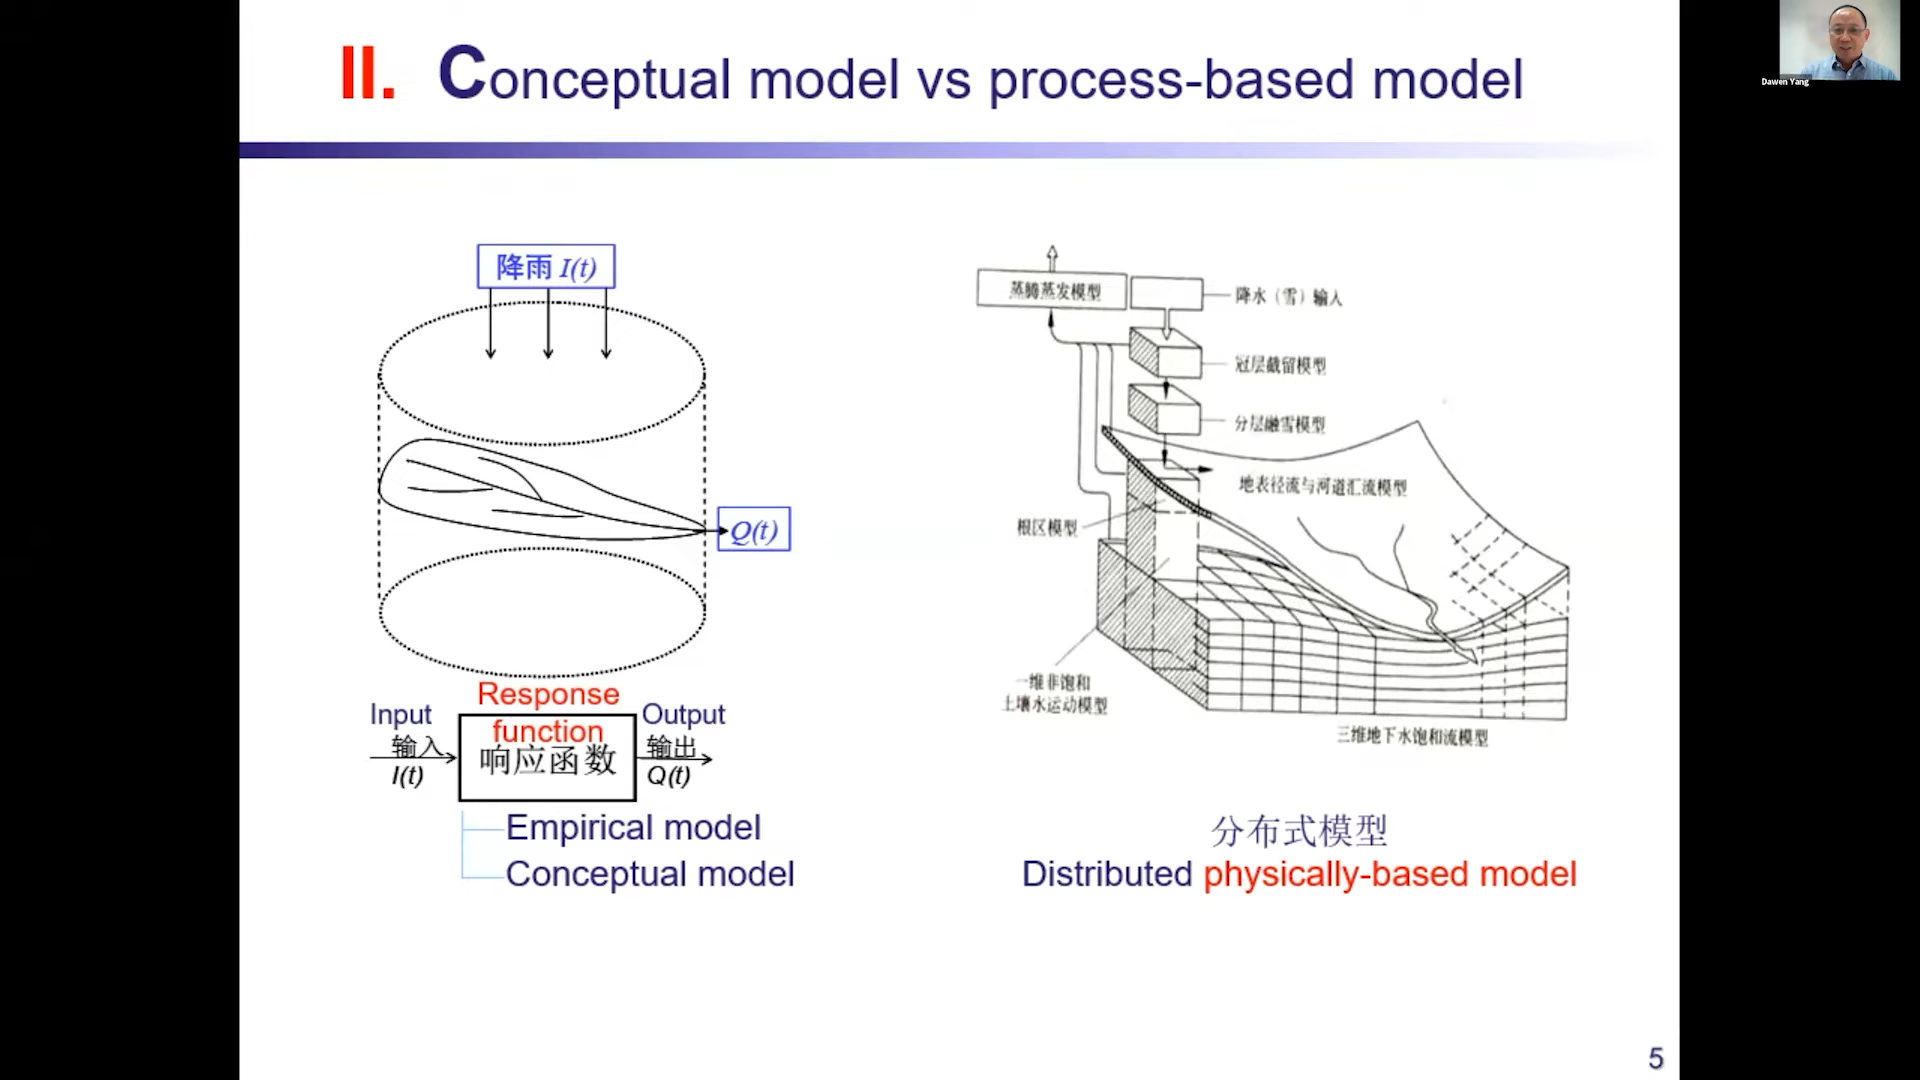 II. Conceptual model vs process-based model
Dawen Yang
降雨 I(t)
Q(t)
Response
function
Input
输入
I(t)
响应函数
Output
输出
Q(t)
Empirical model
Conceptual model
蒸腾蒸发模型
降水（雪）输入
冠层截留模型
分层融雪模型
地表径流与河道汇流模型
根区模型
一维非饱和
土壤水运动模型
三维地下水饱和流模型
分布式模型
Distributed physically-based model
5